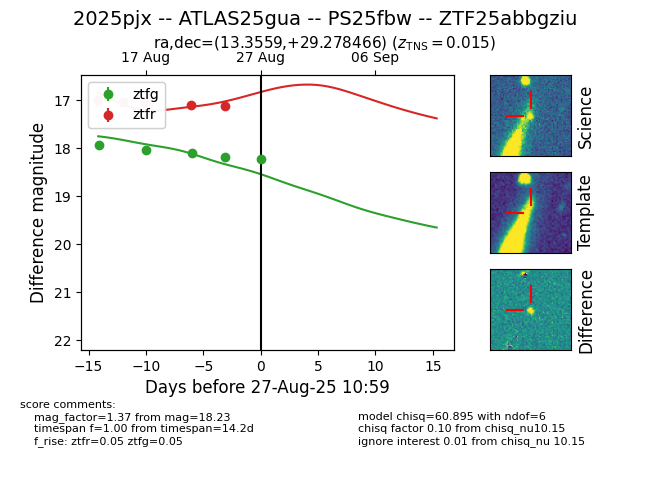 2025pjx -- ATLAS25gua -- PS25fbw -- ZTF25abbgziu
ra,dec=(13.3559,+29.278466) (z_TNS = 0.015)
17 Aug 27 Aug 06 Sep
ztfg
ztfr
Difference magnitude
17
18
19
20
21
22
−15 −10 −5 0 5 10 15
Days before 27-Aug-25 10:59
Science
Template
Difference
score comments:
mag_factor=1.37 from mag=18.23
timespan f=1.00 from timespan=14.2d
f_rise: ztfr=0.05 ztfg=0.05
model chisq=60.895 with ndof=6
chisq factor 0.10 from chisq_nu10.15
ignore interest 0.01 from chisq_nu 10.15